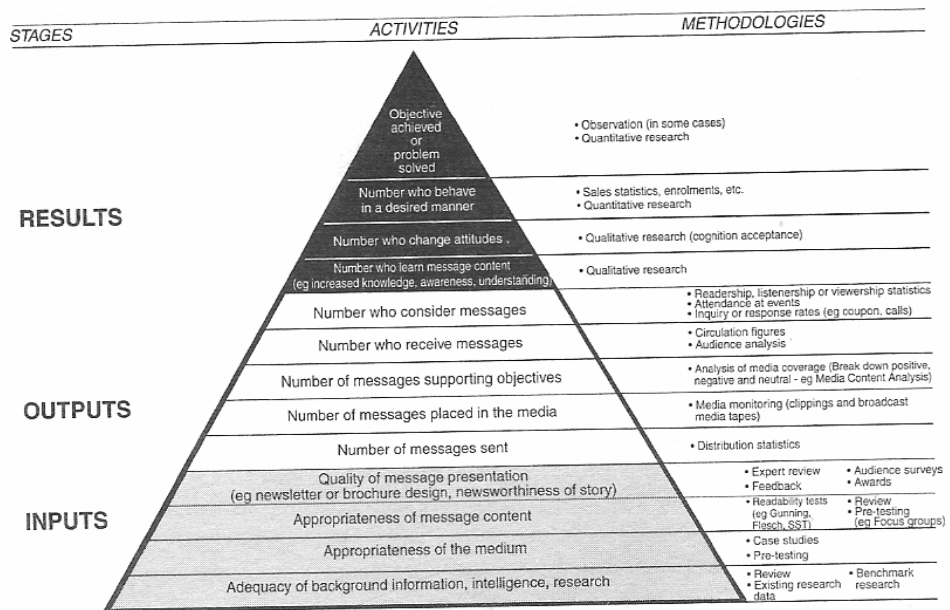 STAGES ACTIVITIES METHODOLOGIES
Objective
achieved
or
problem
solved
• Observation (in some cases)
• Quantitative research
RESULTS
Number who behave
in a desired manner
• Sales statistics, enrolments, etc.
• Quantitative research
Number who change attitudes
• Qualitative research (cognition acceptance)
Number who learn message content
(eg increased knowledge, awareness, understanding)
• Qualitative research
Number who consider messages
• Readership, listenership or viewership statistics
• Attendance at events
• Inquiry or response rates (eg coupon, calls)
Number who receive messages
• Circulation figures
• Audience analysis
OUTPUTS
Number of messages supporting objectives
• Analysis of media coverage (Break down positive,
negative and neutral - eg Media Content Analysis)
Number of messages placed in the media
• Media monitoring (clippings and broadcast
media tapes)
Number of messages sent
• Distribution statistics
INPUTS
Quality of message presentation
(eg newsletter or brochure design, newsworthiness of story)
• Expert review
• Feedback
• Audience surveys
• Awards
Appropriateness of message content
• Readability tests
(eg Gunning,
Flesch, SST)
• Review
• Pre-testing
(eg Focus groups)
Appropriateness of the medium
• Case studies
• Pre-testing
Adequacy of background information, intelligence, research
• Review
• Existing research
data
• Benchmark
research